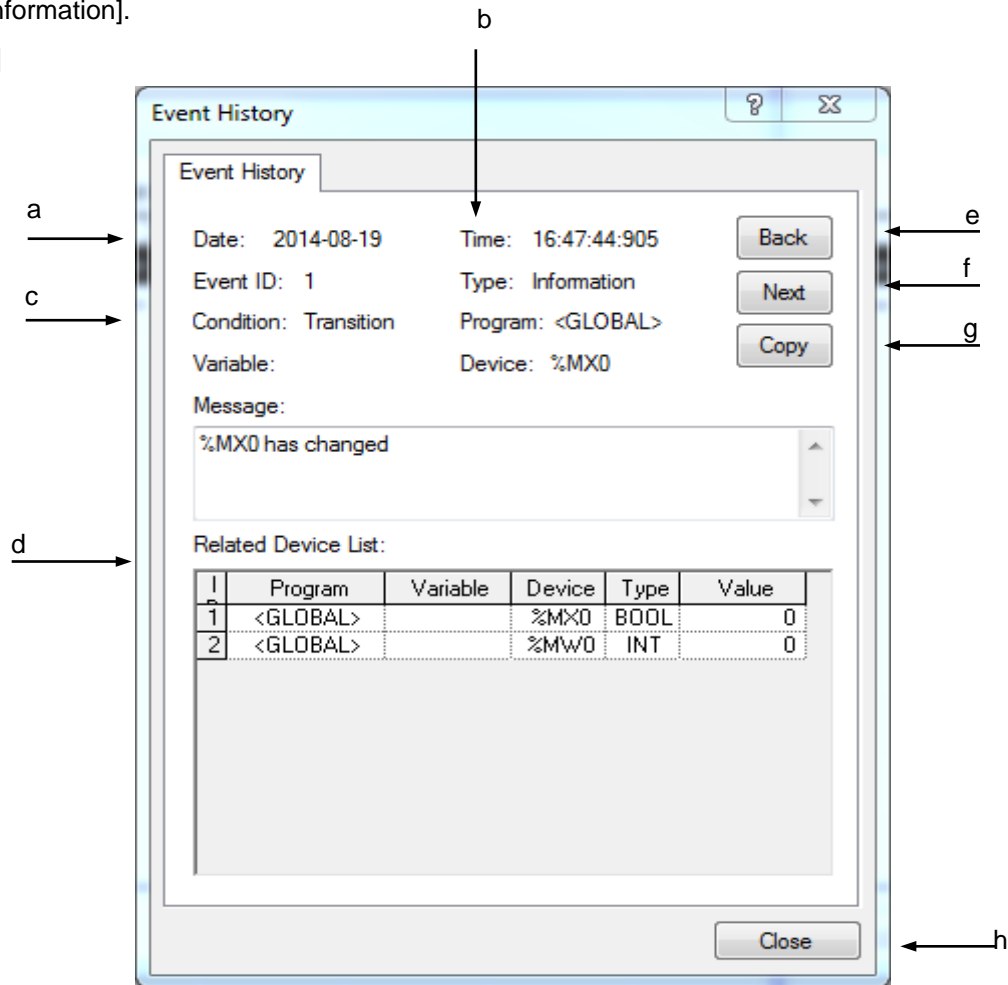 nformation].
b
Event History
Event History
a
e
Date: 2014-08-19 Time: 16:47:44:905 Back
Event ID: 1 Type: Information Next
f
c
Condition: Transition Program: <GLOBAL> Copy
g
Variable: Device: %MX0
Message:
%MX0 has changed
d
Related Device List:
Program Variable Device Type Value
1 <GLOBAL> %MX0 BOOL 0
2 <GLOBAL> %MW0 INT 0
Close
h